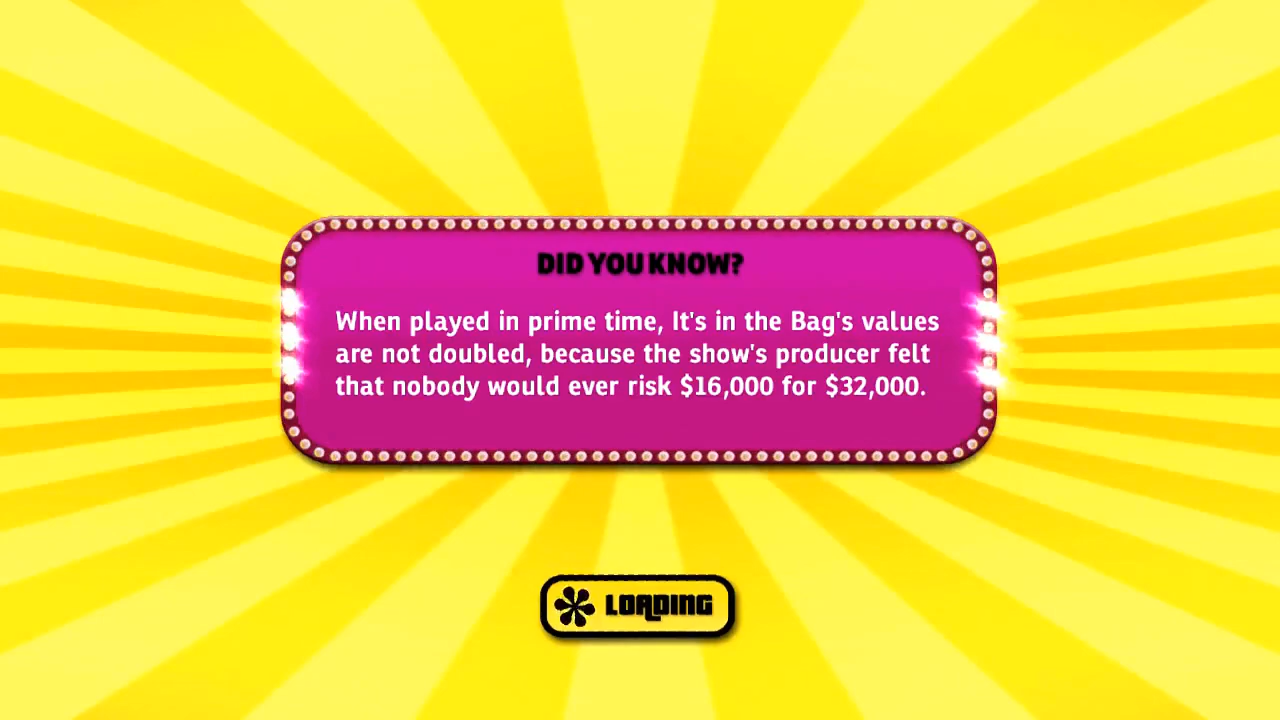 DID YOU KNOW?
When played in prime time, It's in the Bag's values
are not doubled, because the show's producer felt
that nobody would ever risk $16,000 for $32,000.
LOADING